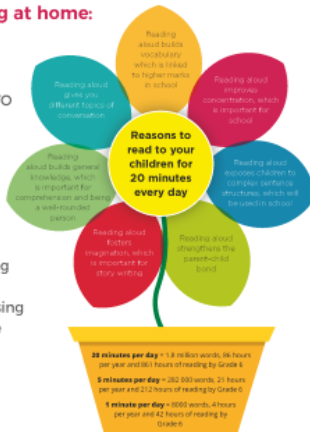 g at home:
Reading
aloud builds
vocabulary
which is linked
to higher marks
in school
Reading aloud
improves
concentration, which
is important for
school
Reading aloud
exposes children to
complex sentence
structures, which will
be used in school
Reading aloud
strengthens the
parent-child
bond
Reading aloud
fosters
imagination, which
is important for
story writing
Reading
aloud builds general
knowledge, which
is important for
comprehension and being
a well-rounded
person
Reading aloud
gives you
different topics of
conversation
Reasons to
read to your
children for
20 minutes
every day
20 minutes per day = 1.8 million words, 86 hours
per year and 861 hours of reading by Grade 6
5 minutes per day = 282 000 words, 21 hours
per year and 212 hours of reading by Grade 6
1 minute per day = 8000 words, 4 hours
per year and 42 hours of reading by
Grade 6